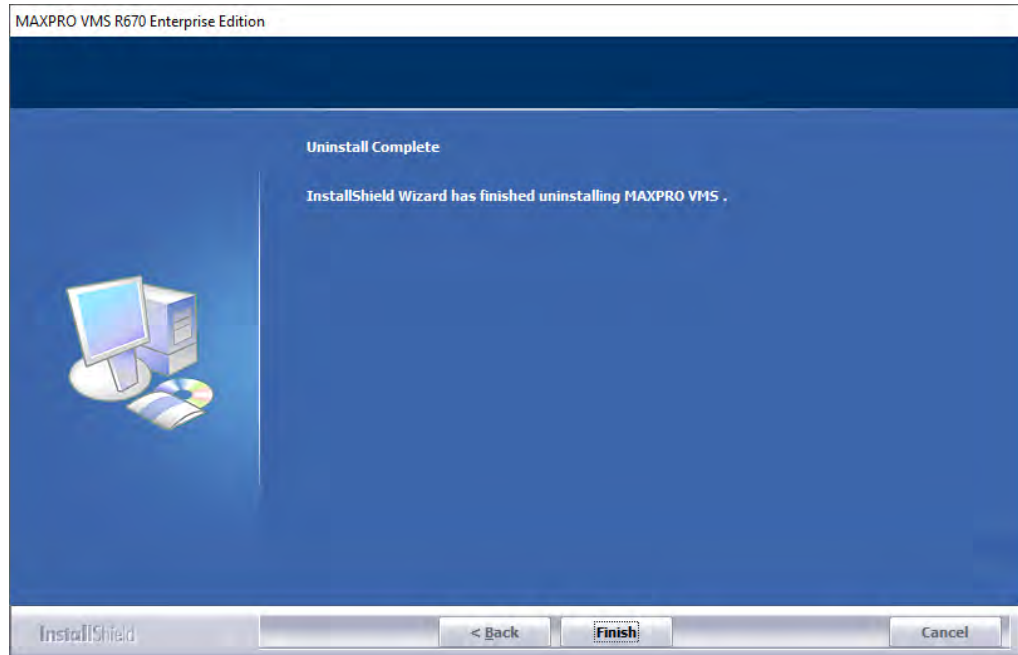 MAXPRO VMS R670 Enterprise Edition
Uninstall Complete
InstallShield Wizard has finished uninstalling MAXPRO VMS .
InstallShield
< Back
Finish
Cancel